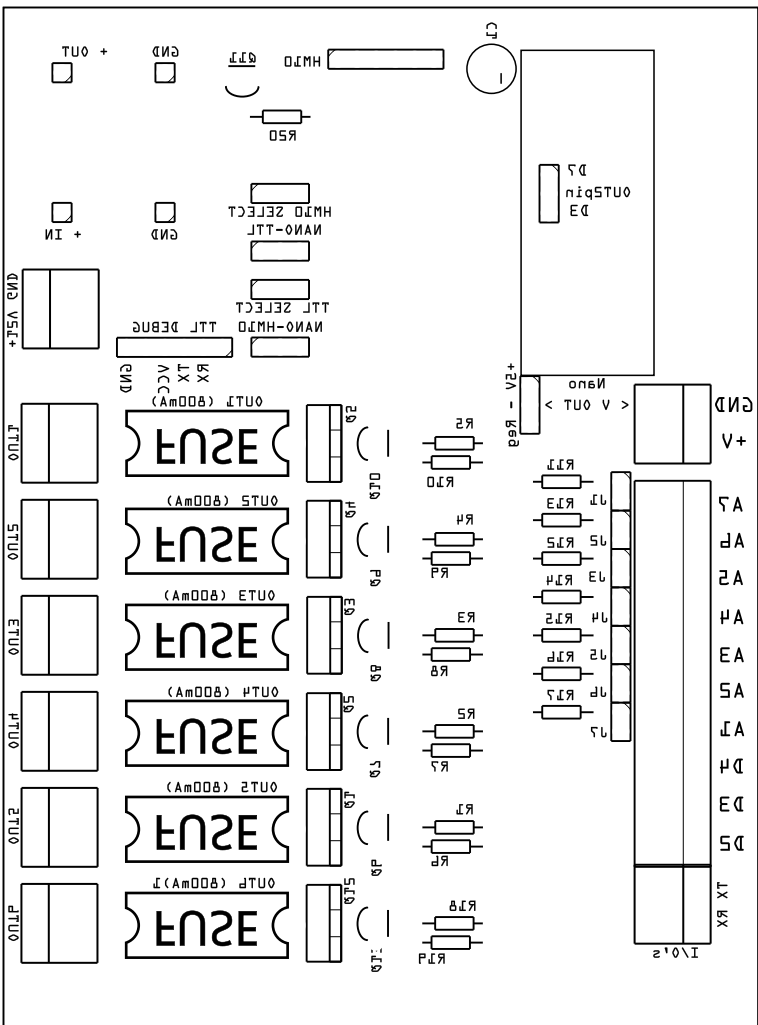 + OUT
GND
Q11
HM10
C1
R20
D7
OUT2pin
D3
HM10 SELECT
NANO-TTL
+ IN
GND
+12V GND
TTL SELECT
NANO-HM10
TTL DEBUG
GND
VCC
TX
RX
+5V - Reg
Nano
< V OUT >
GND
+V
OUT1
OUT1 (800mA)
FUSE
Q5
Q10
R5
R10
OUT2
OUT2 (800mA)
FUSE
Q4
Q9
R4
R9
OUT3
OUT3 (800mA)
FUSE
Q3
Q8
R3
R8
OUT4
OUT4 (800mA)
FUSE
Q2
Q7
R2
R7
OUT5
OUT5 (800mA)
FUSE
Q1
Q6
R1
R6
OUT6
OUT6 (800mA)1
FUSE
Q12
R18
R19
R11
R13
R12
R14
R15
R16
R17
J1
J2
J3
J4
J5
J6
J7
A7
A6
A5
A4
A3
A2
A1
D4
D3
D2
TX RX
I/O's